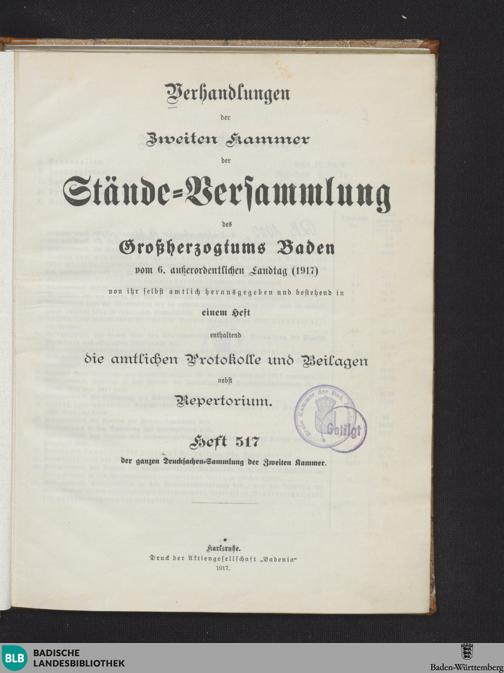 Verhandlungen
der
Zweiten Kammer
der
Stände-Versammlung
des
Großherzogtums Baden
vom 6. außerordentlichen Landtag (1917)
von ihr selbst amtlich herausgegeben und bestehend in
einem Heft
enthaltend
die amtlichen Protokolle und Beilagen
nebst
Repertorium.
Getilgt
Heft 517
der ganzen Drucksachen-Sammlung der Zweiten Kammer.
Karlsruhe.
Druck der Aktiengesellschaft „Badenia“
1917.
BLB
BADISCHE
LANDESBIBLIOTHEK
Baden-Württemberg